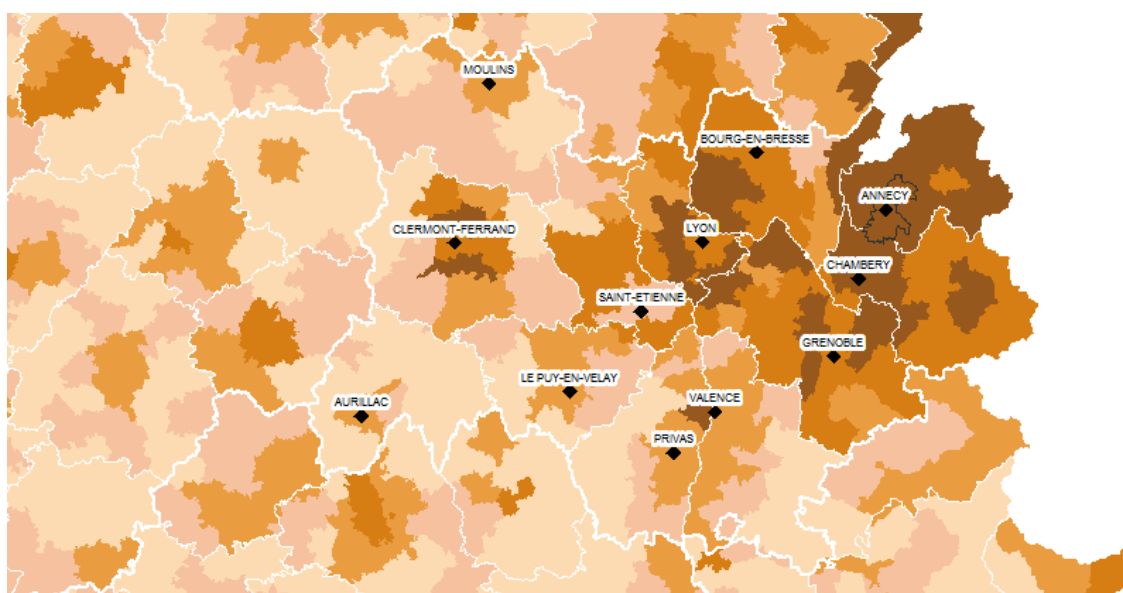 MOULINS
BOURG-EN-BRESSE
ANNECY
CLERMONT-FERRAND
LYON
CHAMBERY
SAINT-ETIENNE
GRENOBLE
LE PUY-EN-VELAY
AURILLAC
VALENCE
PRIVAS